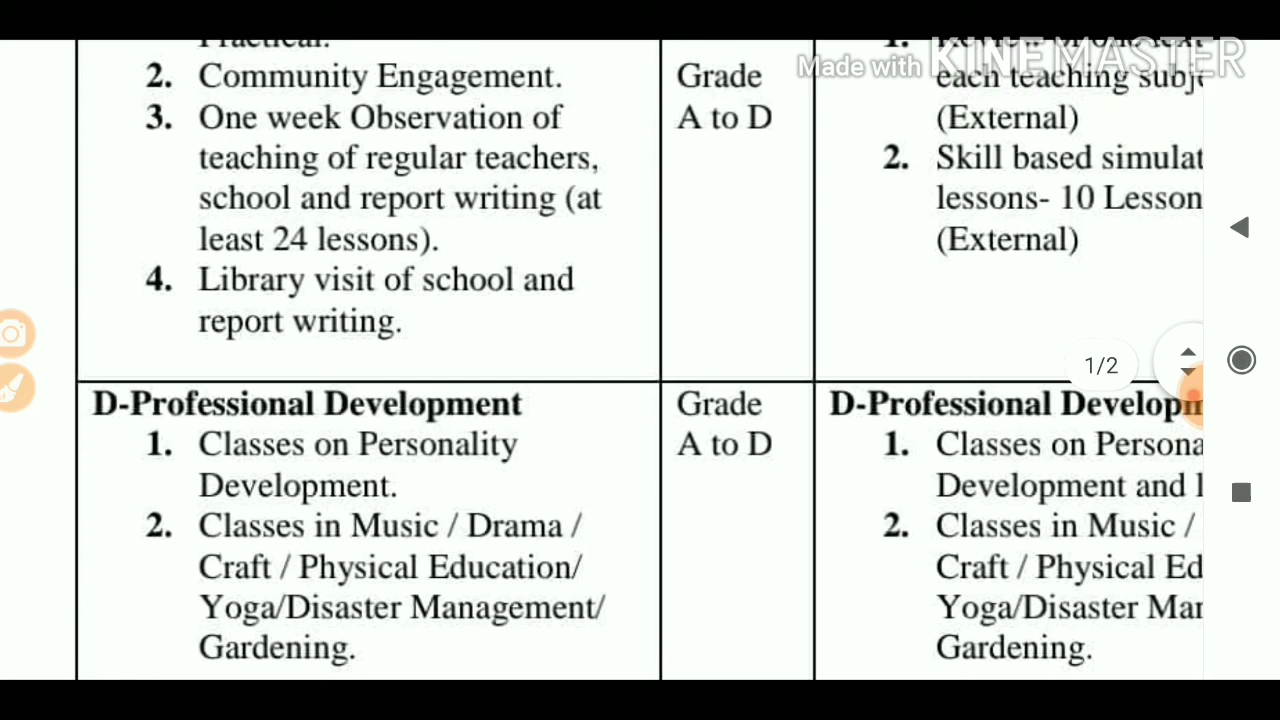 2. Community Engagement.
3. One week Observation of
teaching of regular teachers,
school and report writing (at
least 24 lessons).
4. Library visit of school and
report writing.
Grade
A to D
Made with KINEMASTER
each teaching subj
(External)
2. Skill based simulat
lessons- 10 Lesson
(External)
1/2
D-Professional Development
1. Classes on Personality
Development.
2. Classes in Music / Drama /
Craft / Physical Education/
Yoga/Disaster Management/
Gardening.
Grade
A to D
D-Professional Develop
1. Classes on Persona
Development and
2. Classes in Music /
Craft / Physical Ed
Yoga/Disaster Mar
Gardening.